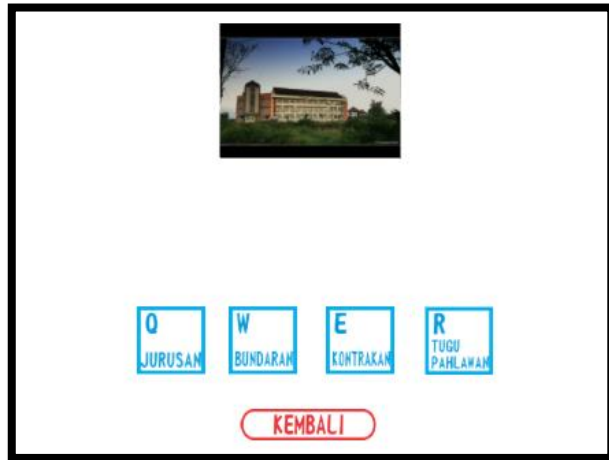 Q
JURUSAN
W
BUNDARAN
E
KONTRAKAN
R
TUGU
PAHLAWAN
KEMBALI